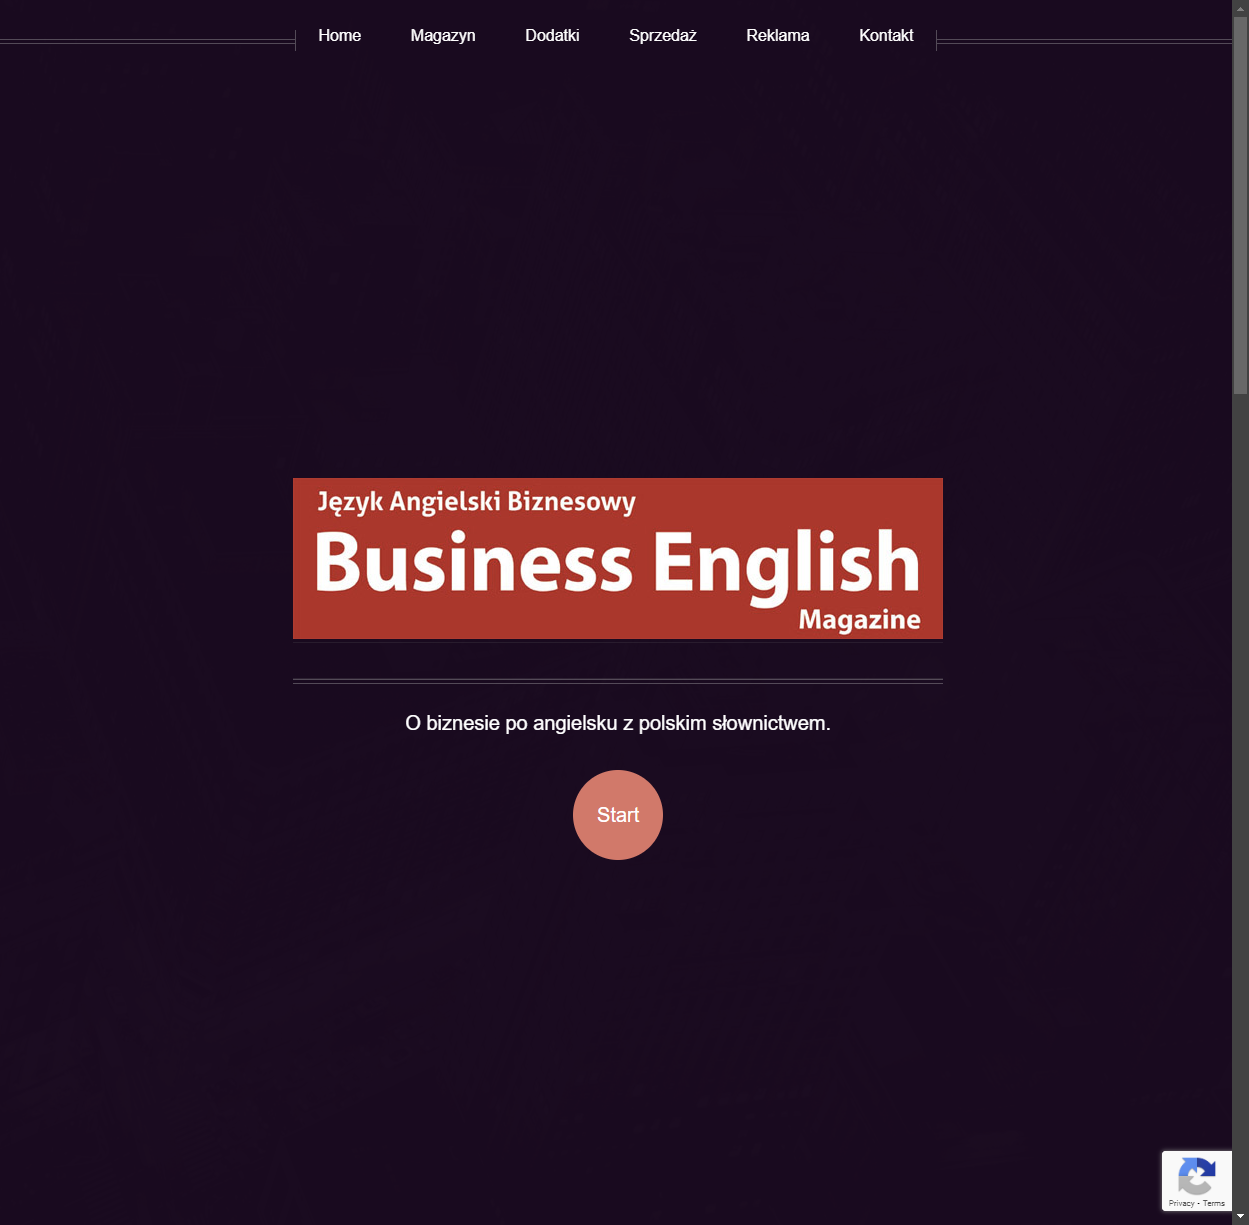 Home Magazyn Dodatki Sprzedaż Reklama Kontakt
Język Angielski Biznesowy
Business English
Magazine
O biznesie po angielsku z polskim słownictwem.
Start
Privacy - Terms